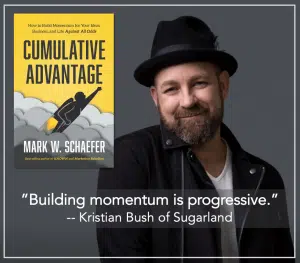 How to Build Momentum for Your Ideas,
Business, and Life Against All Odds
CUMULATIVE
ADVANTAGE
MARK W. SCHAEFER
"Building momentum is progressive."
-- Kristian Bush of Sugarland